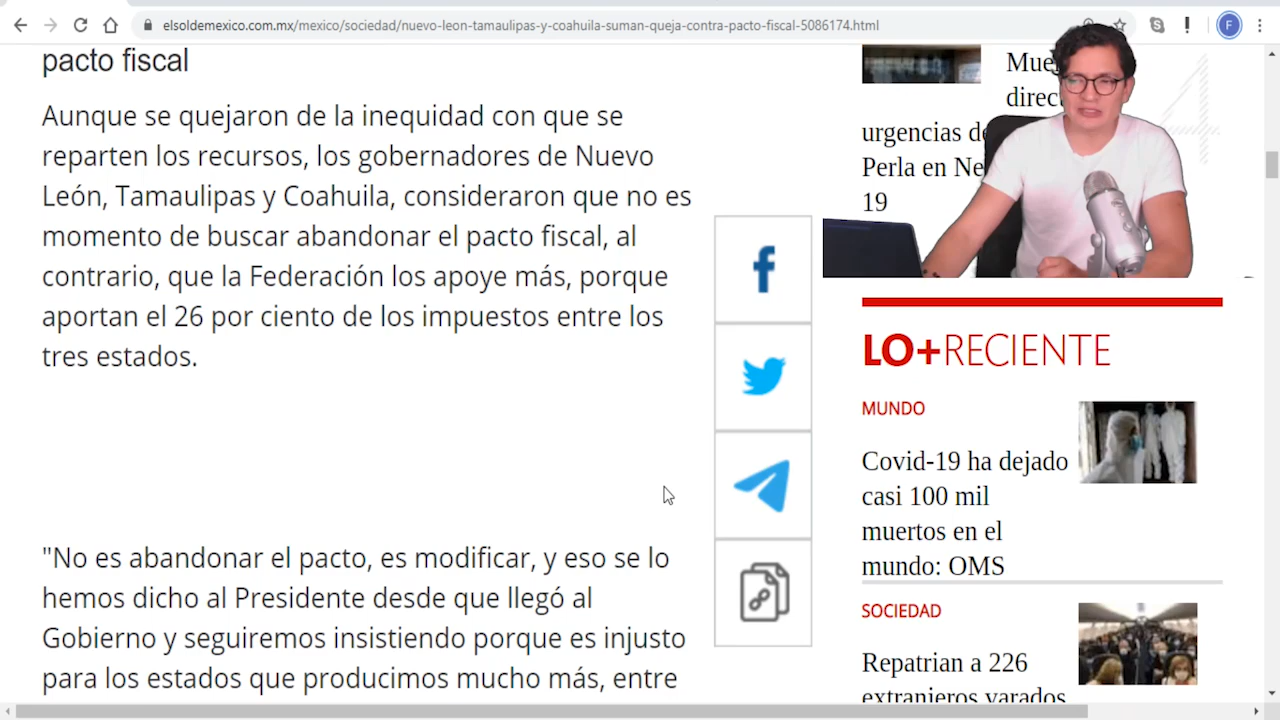 elsoldemexico.com.mx/mexico/sociedad/nuevo-leon-tamaulipas-y-coahuila-suman-queja-contra-pacto-fiscal-5086174.html
F
pacto fiscal
Aunque se quejaron de la inequidad con que se
reparten los recursos, los gobernadores de Nuevo
León, Tamaulipas y Coahuila, consideraron que no es
momento de buscar abandonar el pacto fiscal, al
contrario, que la Federación los apoye más, porque
aportan el 26 por ciento de los impuestos entre los
tres estados.
"No es abandonar el pacto, es modificar, y eso se lo
hemos dicho al Presidente desde que llegó al
Gobierno y seguiremos insistiendo porque es injusto
para los estados que producimos mucho más, entre
urgencias
Perla en
19
4
LO+RECIENTE
MUNDO
Covid-19 ha dejado
casi 100 mil
muertos en el
mundo: OMS
SOCIEDAD
Repatrian a 226
extranjeros varados